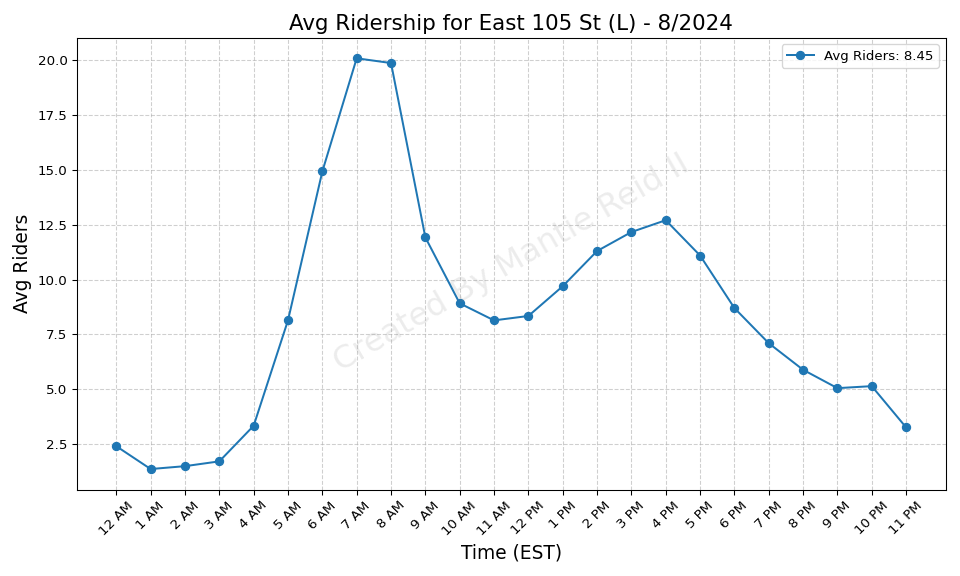 Avg Ridership for East 105 St (L) - 8/2024
Avg Riders: 8.45
Avg Riders
20.0
17.5
15.0
12.5
10.0
7.5
5.0
2.5
Created By Mantie Reid II
12 AM
1 AM
2 AM
3 AM
4 AM
5 AM
6 AM
7 AM
8 AM
9 AM
10 AM
11 AM
12 PM
1 PM
2 PM
3 PM
4 PM
5 PM
6 PM
7 PM
8 PM
9 PM
10 PM
11 PM
Time (EST)